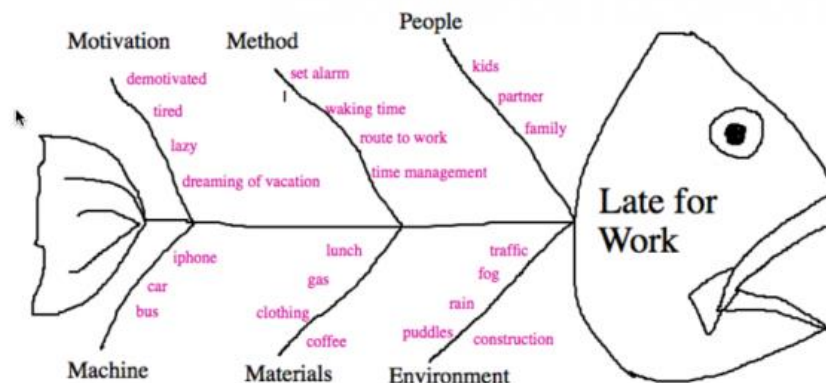 People
Motivation
Method
demotivated
tired
lazy
dreaming of vacation
set alarm
waking time
route to work
time management
kids
partner
family
Late for
Work
iphone
car
bus
lunch
gas
clothing
coffee
traffic
fog
rain
puddles
construction
Machine
Materials
Environment